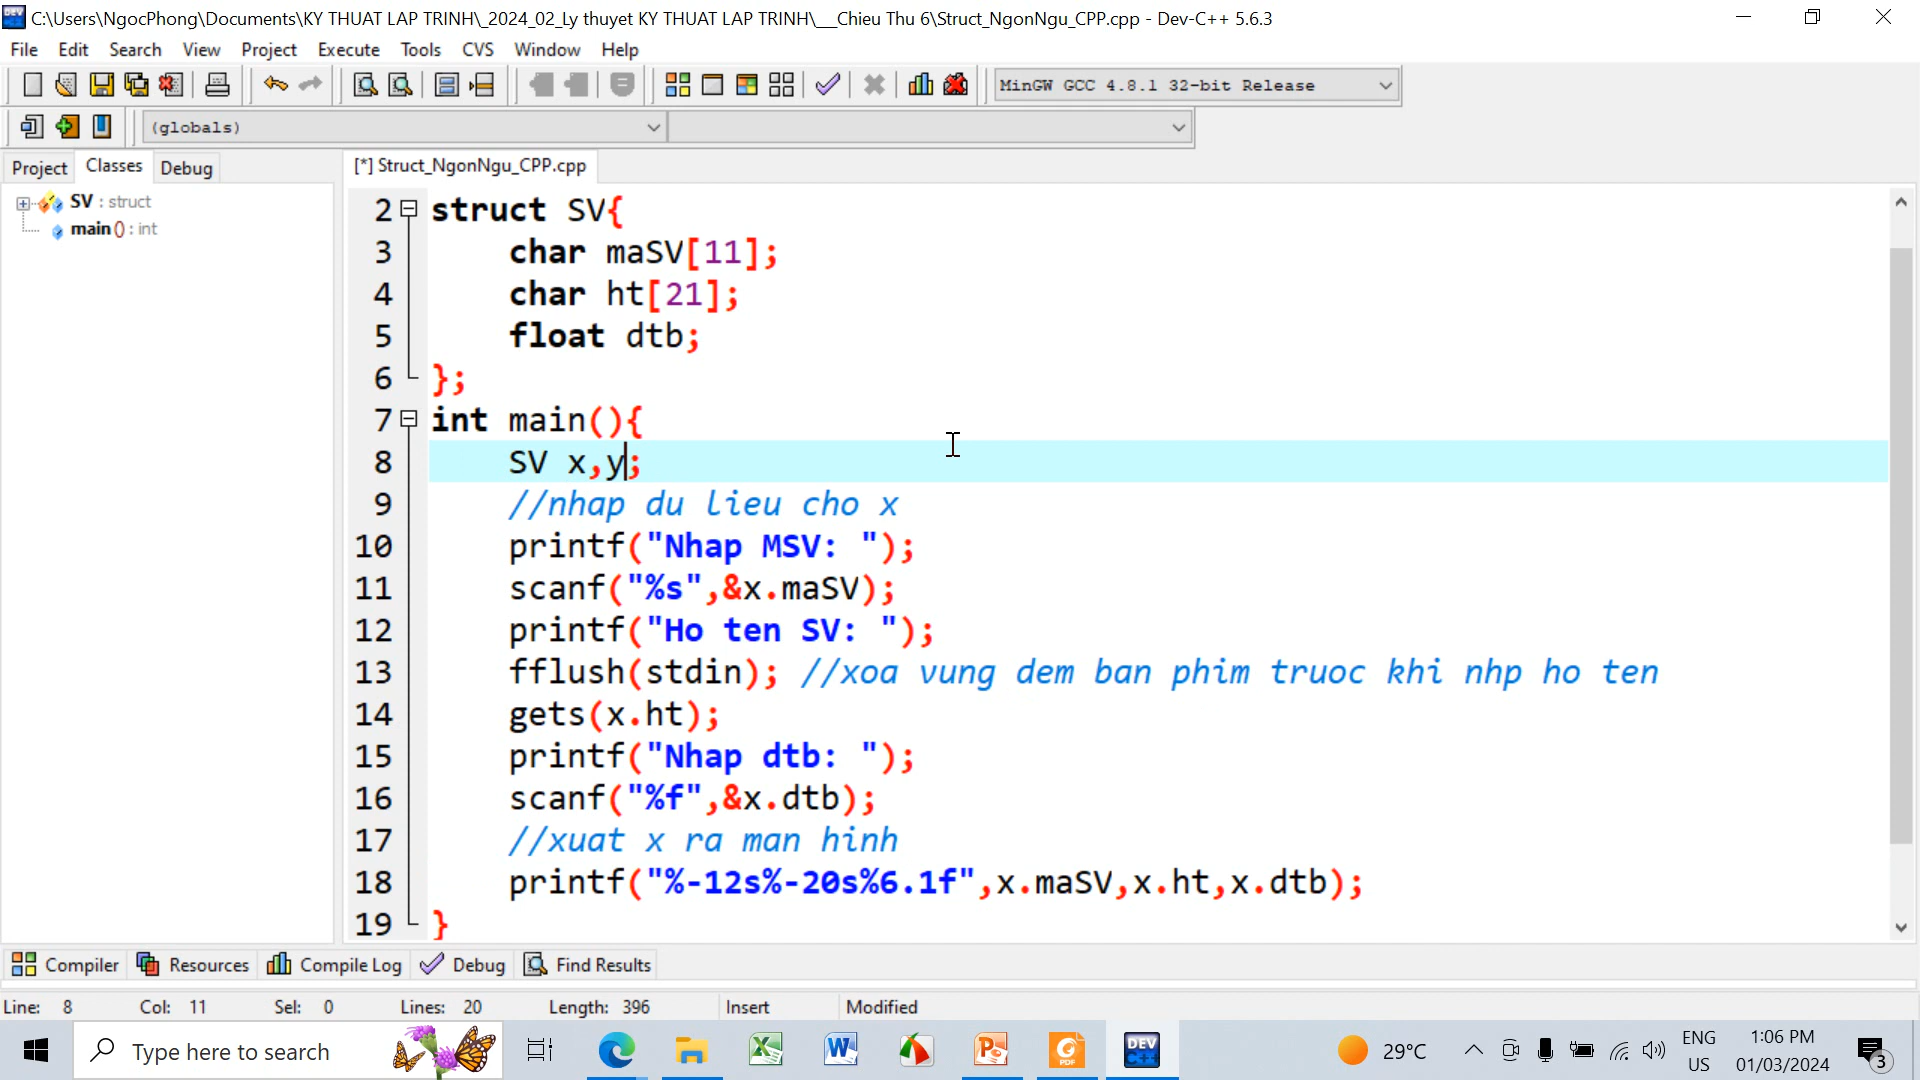 C:\Users\NgocPhong\Documents\KY THUAT LAP TRINH\_2024_02_Ly thuyet KY THUAT LAP TRINH\__Chieu Thu 6\Struct_NgonNgu_CPP.cpp - Dev-C++ 5.6.3
File Edit Search View Project Execute Tools CVS Window Help
MinGW GCC 4.8.1 32-bit Release
(globals)
Project Classes Debug
[*] Struct_NgonNgu_CPP.cpp
SV : struct
main () : int
2 struct SV{
3 char maSV[11];
4 char ht[21];
5 float dtb;
6 };
7 int main(){
8 SV x,y;
9 //nhap du lieu cho x
10 printf("Nhap MSV: ");
11 scanf("%s",&x.maSV);
12 printf("Ho ten SV: ");
13 fflush(stdin); //xoa vung dem ban phim truoc khi nhp ho ten
14 gets(x.ht);
15 printf("Nhap dtb: ");
16 scanf("%f",&x.dtb);
17 //xuat x ra man hinh
18 printf("%-12s%-20s%6.1f",x.maSV,x.ht,x.dtb);
19 }
Compiler Resources Compile Log Debug Find Results
Line: 8 Col: 11 Sel: 0 Lines: 20 Length: 396 Insert Modified
Type here to search
DEV
29°C
ENG
US
1:06 PM
01/03/2024
3